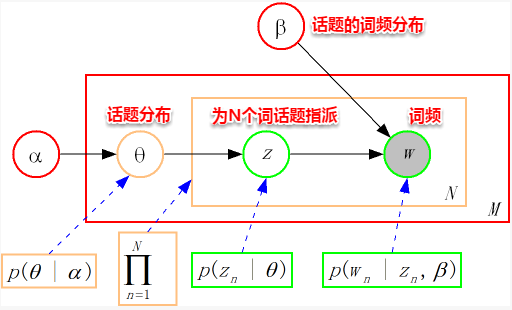 β 话题的词频分布
话题分布 为N个词话题指派 词频
α θ z w
N
M
p(θ | α) ∏_{n=1}^{N} p(z_n | θ) p(w_n | z_n, β)